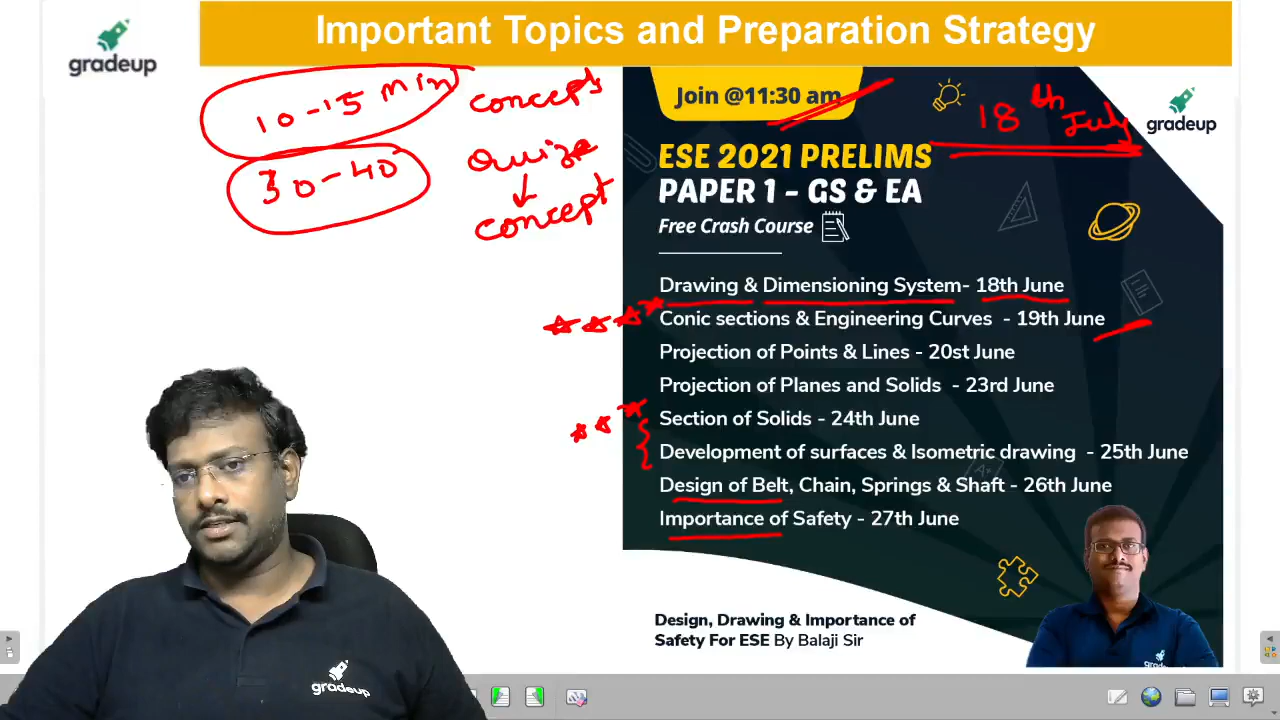 Important Topics and Preparation Strategy
gradeup
10-15 min
concepts
30-40
Quize
concept
Join @11:30 am
18th July
gradeup
ESE 2021 PRELIMS
PAPER 1 - GS & EA
Free Crash Course
Drawing & Dimensioning System- 18th June
Conic sections & Engineering Curves - 19th June
Projection of Points & Lines - 20st June
Projection of Planes and Solids - 23rd June
Section of Solids - 24th June
Development of surfaces & Isometric drawing - 25th June
Design of Belt, Chain, Springs & Shaft - 26th June
Importance of Safety - 27th June
Design, Drawing & Importance of
Safety For ESE By Balaji Sir
gradeup
gradeup